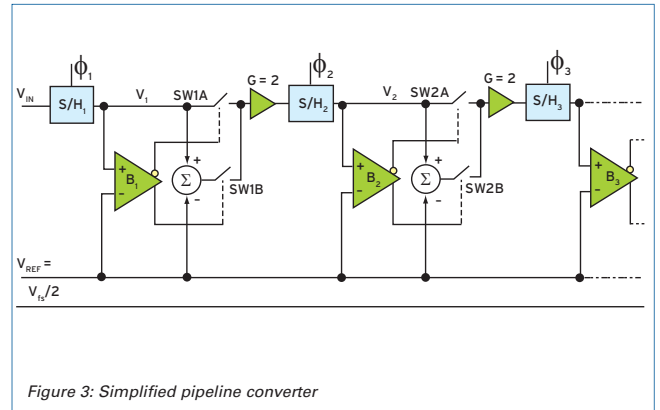 ϕ1
ϕ2
ϕ3
VIN
S/H1
V1
SW1A
G = 2
S/H2
V2
SW2A
G = 2
S/H3
+
B1
-
+
Σ
-
SW1B
+
B2
-
+
Σ
-
SW2B
+
B3
-
VREF =
Vfs/2
Figure 3: Simplified pipeline converter